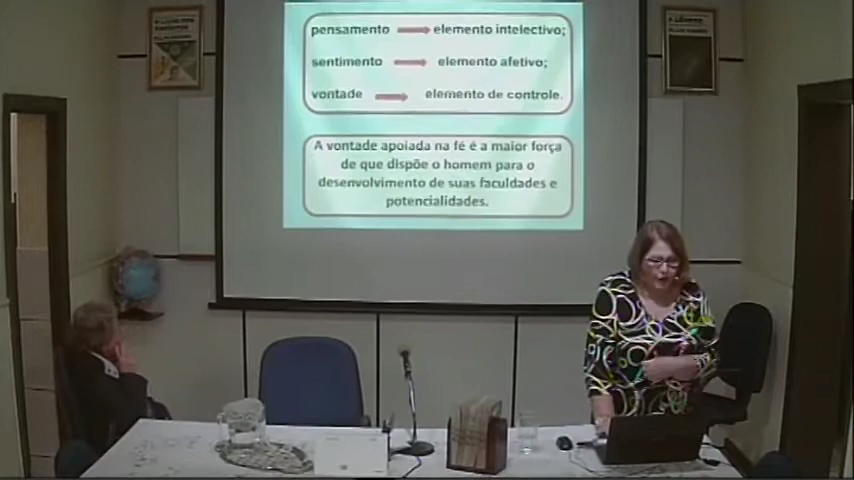 pensamento elemento intelectivo;
sentimento elemento afetivo;
vontade elemento de controle.
A vontade apoiada na fé é a maior força
de que dispõe o homem para o
desenvolvimento de suas faculdades e
potencialidades.